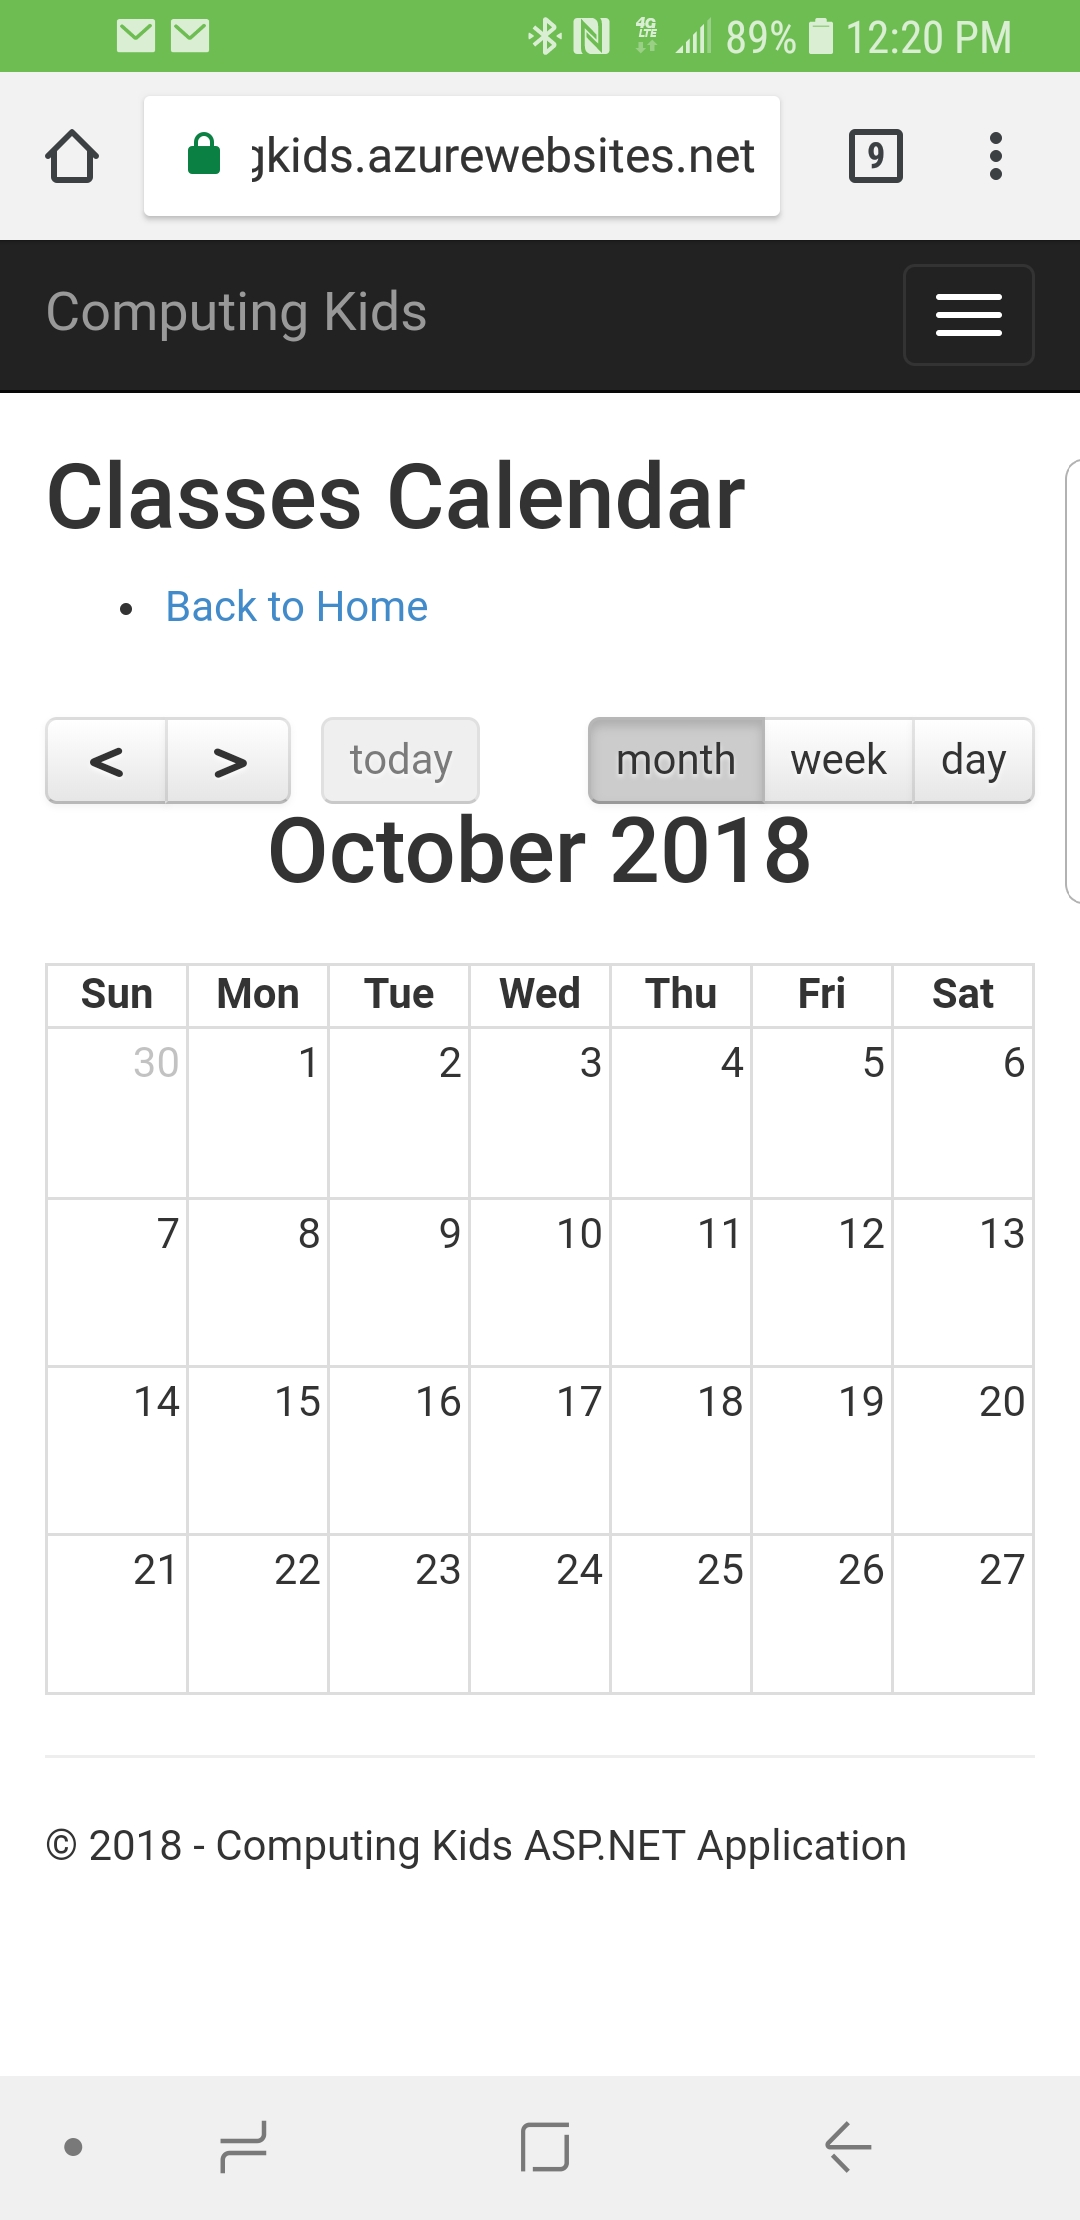 4G LTE 89% 12:20 PM
gkids.azurewebsites.net 9
Computing Kids
Classes Calendar
• Back to Home
< > today month week day
October 2018
Sun Mon Tue Wed Thu Fri Sat
30 1 2 3 4 5 6
7 8 9 10 11 12 13
14 15 16 17 18 19 20
21 22 23 24 25 26 27
© 2018 - Computing Kids ASP.NET Application